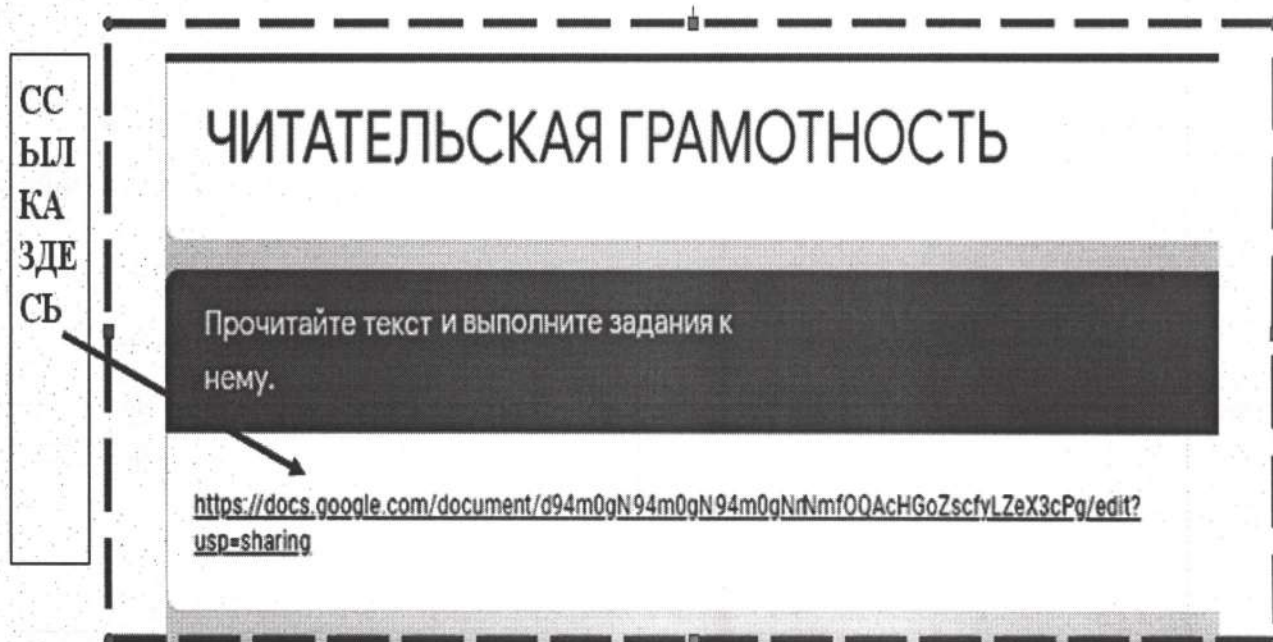 СС
ЫЛ
КА
ЗДЕ
СЬ
ЧИТАТЕЛЬСКАЯ ГРАМОТНОСТЬ
Прочитайте текст и выполните задания к
нему.
https://docs.google.com/document/d94m0gN94m0gN94m0gNrNmfOQAcHGoZscfyLZeX3cPg/edit?
usp=sharing